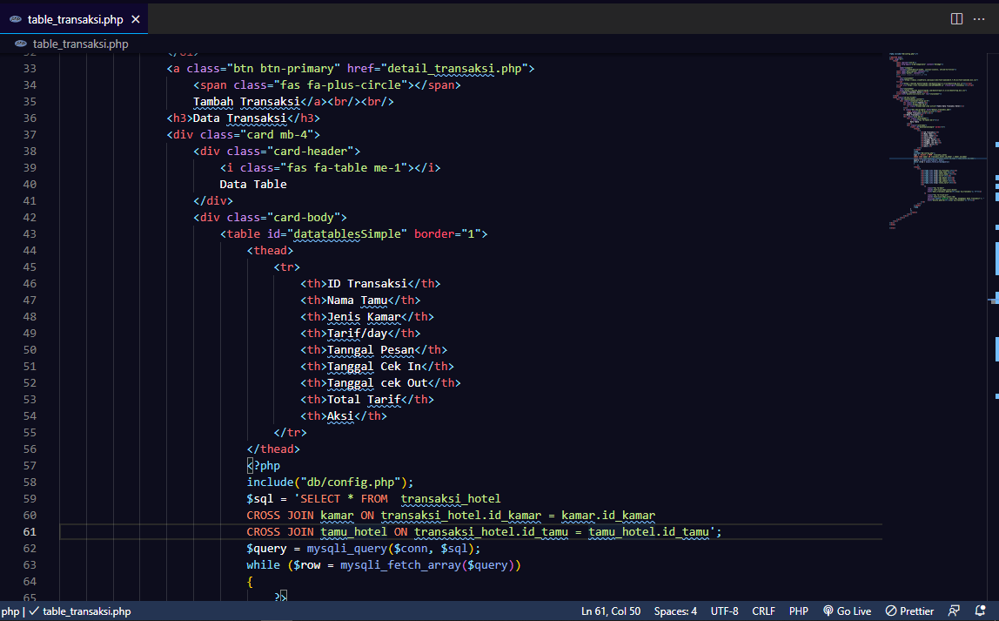 table_transaksi.php
table_transaksi.php
33 <a class="btn btn-primary" href="detail_transaksi.php">
34 <span class="fas fa-plus-circle"></span>
35 Tambah Transaksi</a><br/><br/>
36 <h3>Data Transaksi</h3>
37 <div class="card mb-4">
38 <div class="card-header">
39 <i class="fas fa-table me-1"></i>
40 Data Table
41 </div>
42 <div class="card-body">
43 <table id="datatablesSimple" border="1">
44 <thead>
45 <tr>
46 <th>ID Transaksi</th>
47 <th>Nama Tamu</th>
48 <th>Jenis Kamar</th>
49 <th>Tarif/day</th>
50 <th>Tanngal Pesan</th>
51 <th>Tanggal Cek In</th>
52 <th>Tanggal cek Out</th>
53 <th>Total Tarif</th>
54 <th>Aksi</th>
55 </tr>
56 </thead>
57 <?php
58 include("db/config.php");
59 $sql = 'SELECT * FROM  transaksi_hotel
60 CROSS JOIN kamar ON transaksi_hotel.id_kamar = kamar.id_kamar
61 CROSS JOIN tamu_hotel ON transaksi_hotel.id_tamu = tamu_hotel.id_tamu';
62 $query = mysqli_query($conn, $sql);
63 while ($row = mysqli_fetch_array($query))
64 {
65 ?>
php | table_transaksi.php Ln 61, Col 50 Spaces: 4 UTF-8 CRLF PHP Go Live Prettier